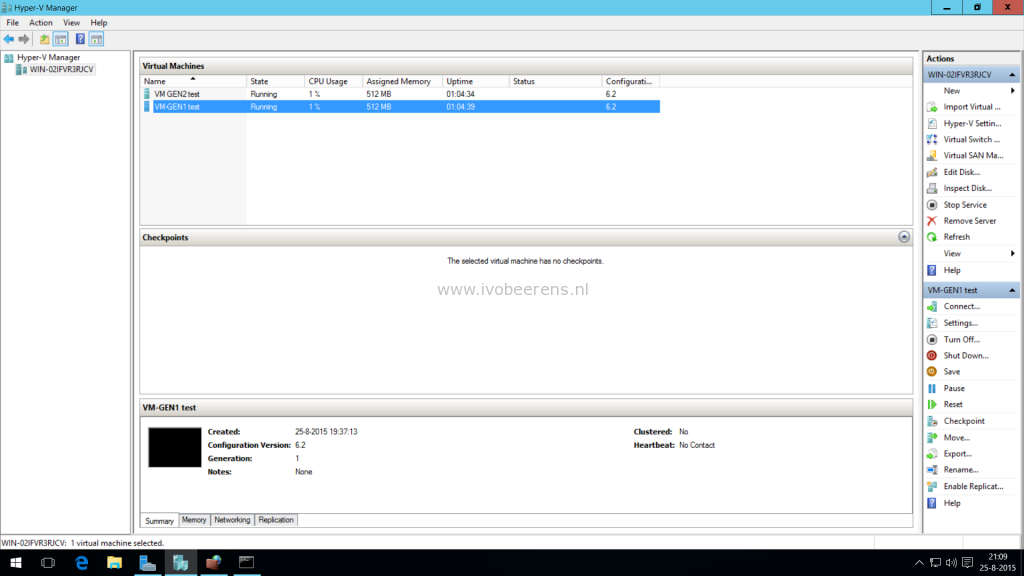 Hyper-V Manager
File Action View Help
Hyper-V Manager
WIN-02IFVR3RJCV
Virtual Machines
Name State CPU Usage Assigned Memory Uptime Status Configurati...
VM GEN2 test Running 1 % 512 MB 01:04:34 6.2
VM-GEN1 test Running 1 % 512 MB 01:04:39 6.2
Checkpoints
The selected virtual machine has no checkpoints.
www.ivobeerens.nl
VM-GEN1 test
Created: 25-8-2015 19:37:13 Clustered: No
Configuration Version: 6.2 Heartbeat: No Contact
Generation: 1
Notes: None
Summary Memory Networking Replication
Actions
WIN-02IFVR3RJCV
New
Import Virtual ...
Hyper-V Settin...
Virtual Switch ...
Virtual SAN Ma...
Edit Disk...
Inspect Disk...
Stop Service
Remove Server
Refresh
View
Help
VM-GEN1 test
Connect...
Settings...
Turn Off...
Shut Down...
Save
Pause
Reset
Checkpoint
Move...
Export...
Rename...
Enable Replicat...
Help
WIN-02IFVR3RJCV: 1 virtual machine selected.
21:09
25-8-2015